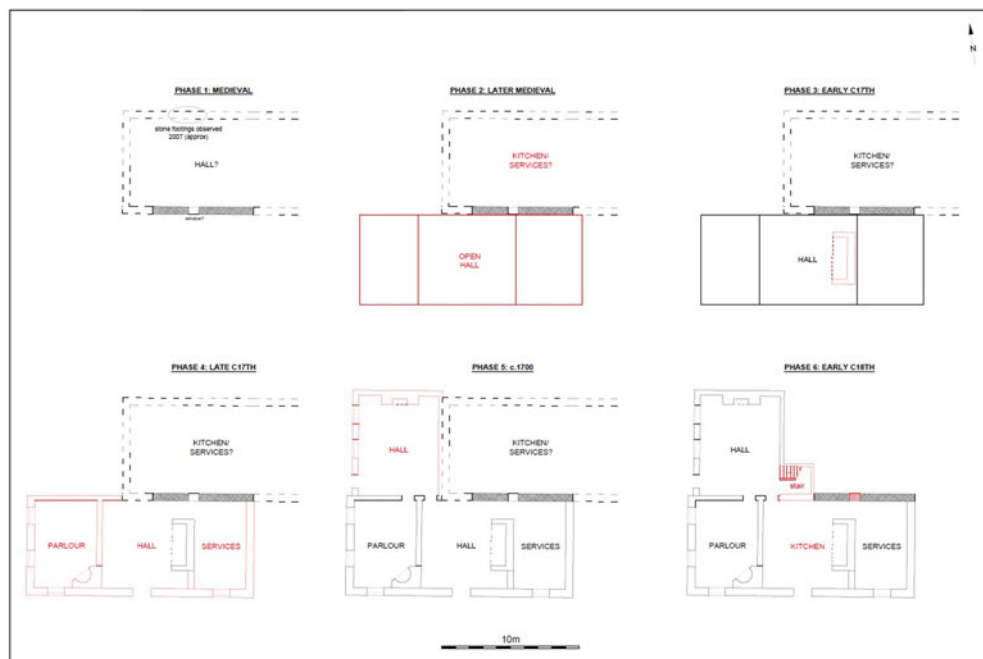 N
PHASE 1: MEDIEVAL
stone footings observed
2007 (approx)
HALL?
window?
PHASE 2: LATER MEDIEVAL
KITCHEN/
SERVICES?
OPEN
HALL
PHASE 3: EARLY C17TH
KITCHEN/
SERVICES?
HALL
PHASE 4: LATE C17TH
KITCHEN/
SERVICES?
PARLOUR
HALL
SERVICES
PHASE 5: c.1700
HALL
KITCHEN/
SERVICES?
PARLOUR
HALL
SERVICES
PHASE 6: EARLY C18TH
HALL
stair
PARLOUR
KITCHEN
SERVICES
10m